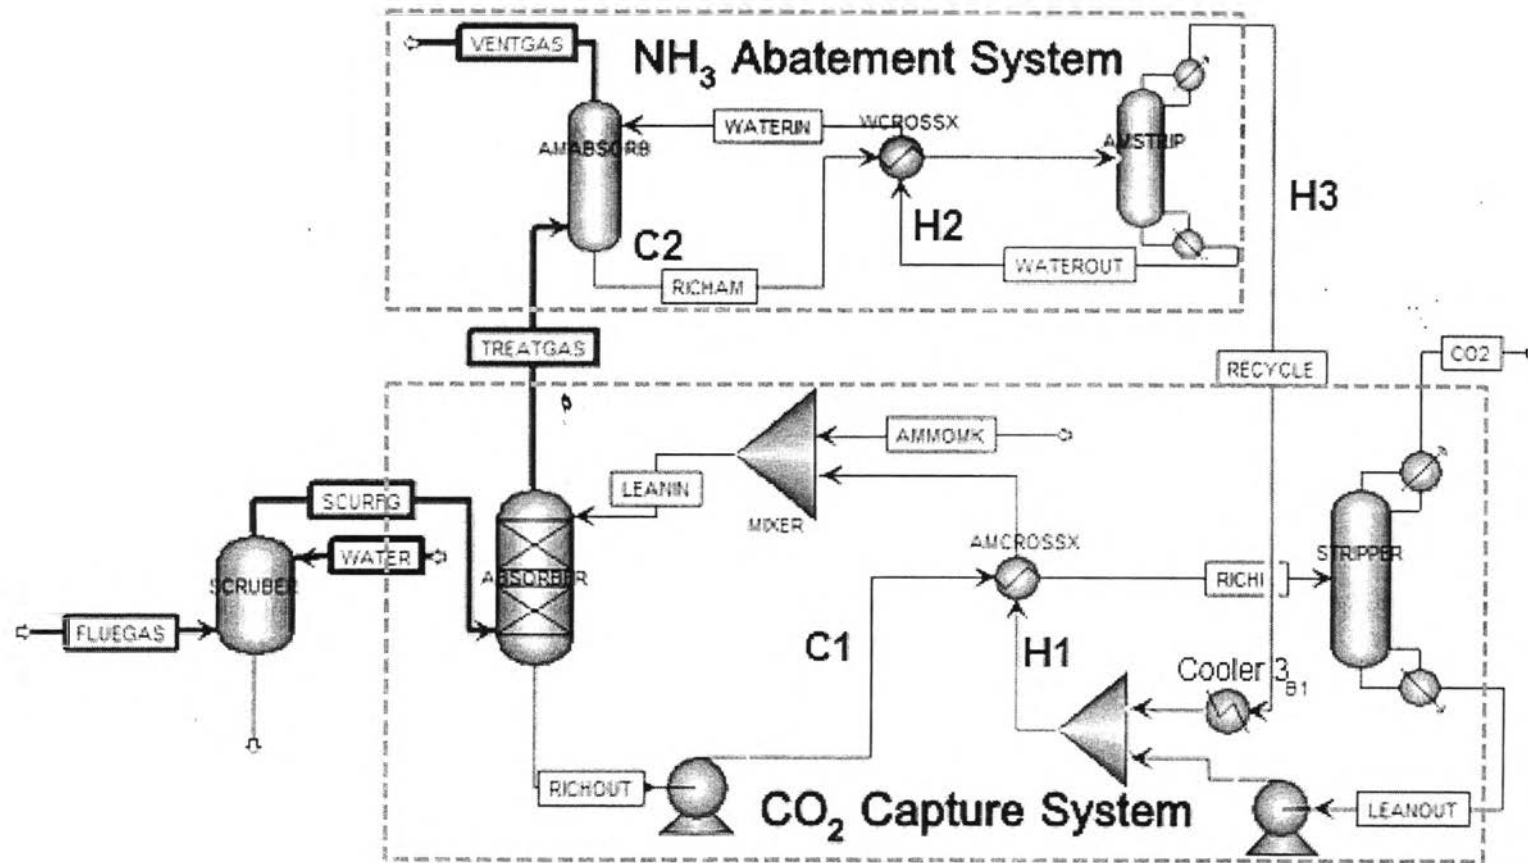 VENTGAS
NH3 Abatement System
AMABSORB
WATERIN
WCROSSX
AMSTRIP
H3
C2
H2
RICHAM
WATEROUT
TREATGAS
RECYCLE
CO2
AMMOMK
LEANIN
MIXER
SCURFG
WATER
SCRUBER
FLUEGAS
ABSORBER
AMCROSSX
RICHI
STRIPPER
C1
H1
Cooler 3
B1
RICHOUT
CO2 Capture System
LEANOUT